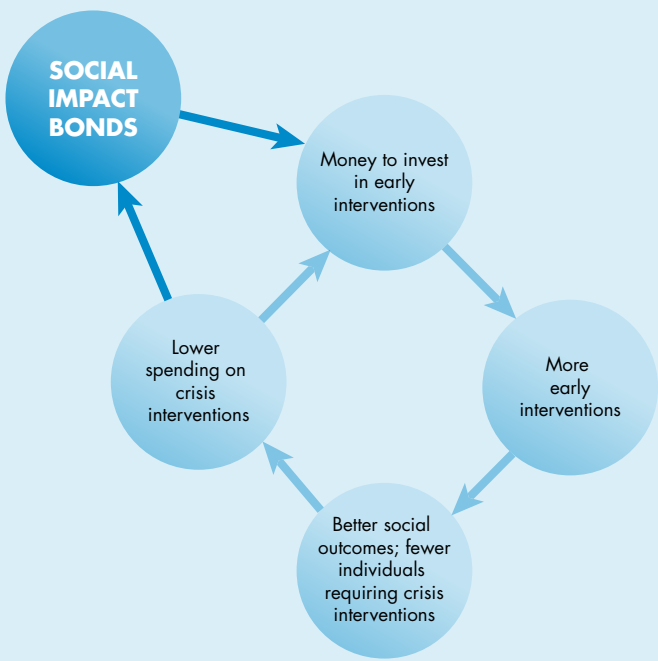 SOCIAL
IMPACT
BONDS
Money to invest
in early
interventions
More
early
interventions
Better social
outcomes; fewer
individuals
requiring crisis
interventions
Lower
spending on
crisis
interventions